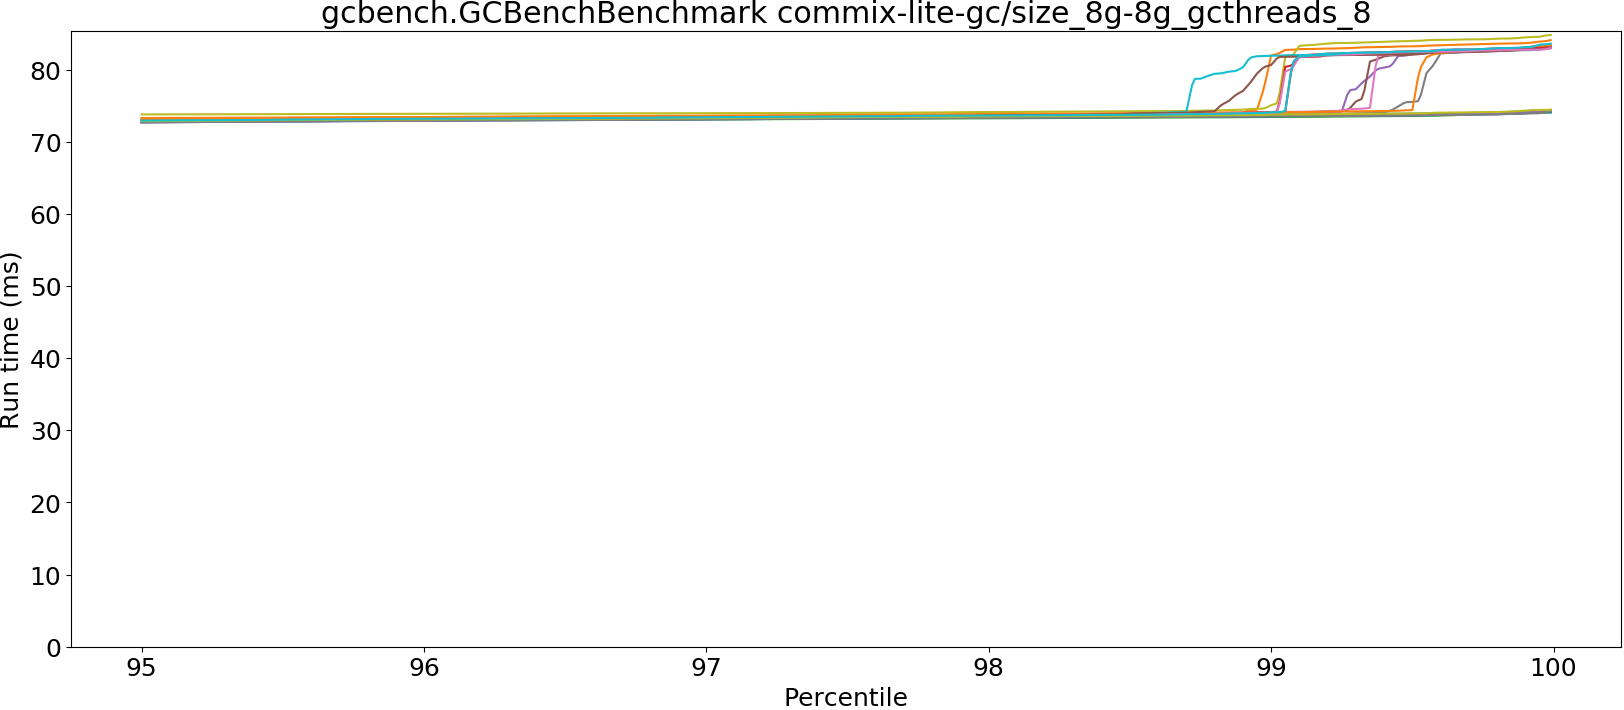 gcbench.GCBenchBenchmark commix-lite-gc/size_8g-8g_gcthreads_8
Run time (ms)
80
70
60
50
40
30
20
10
0
95 96 97 98 99 100
Percentile